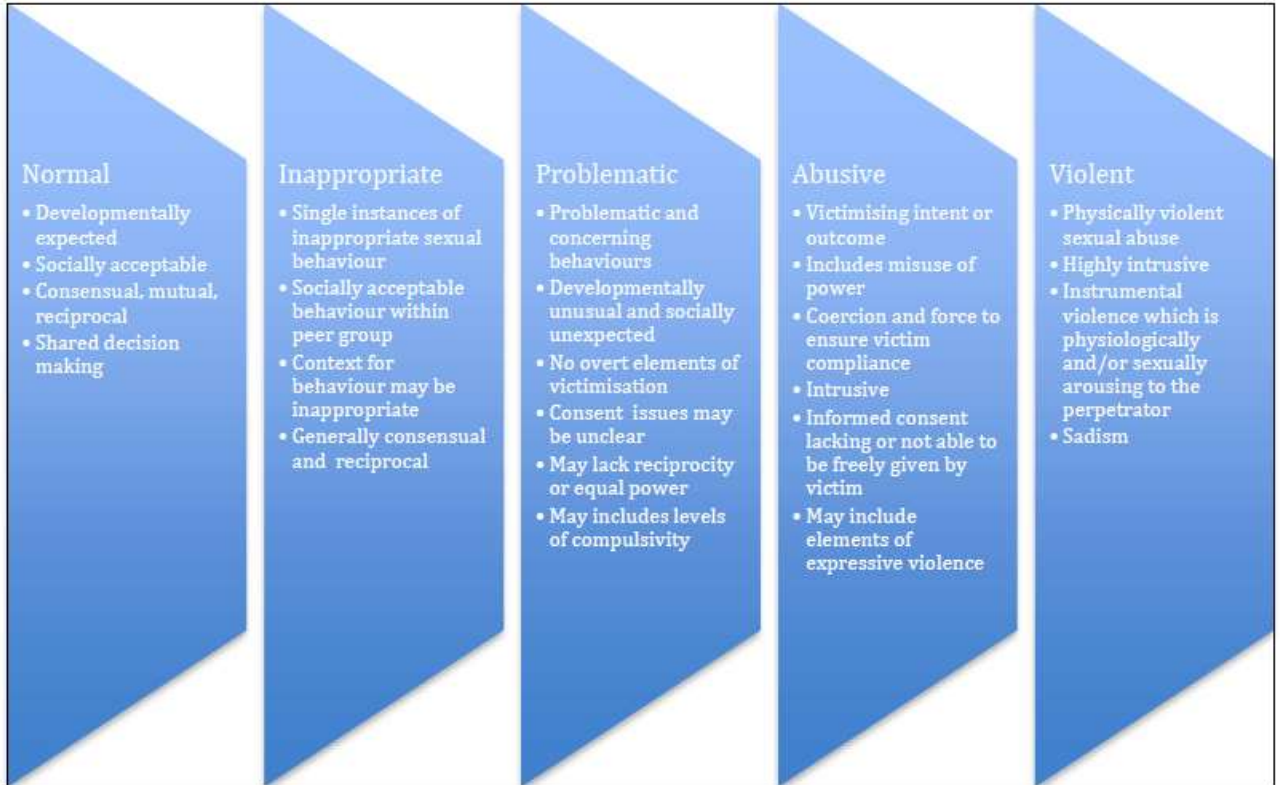 Normal
• Developmentally
expected
• Socially acceptable
• Consensual, mutual,
reciprocal
• Shared decision
making
Inappropriate
• Single instances of
inappropriate sexual
behaviour
• Socially acceptable
behaviour within
peer group
• Context for
behaviour may be
inappropriate
• Generally consensual
and reciprocal
Problematic
• Problematic and
concerning
behaviours
• Developmentally
unusual and socially
unexpected
• No overt elements of
victimisation
• Consent issues may
be unclear
• May lack reciprocity
or equal power
• May includes levels
of compulsivity
Abusive
• Victimising intent or
outcome
• Includes misuse of
power
• Coercion and force to
ensure victim
compliance
• Intrusive
• Informed consent
lacking or not able to
be freely given by
victim
• May include
elements of
expressive violence
Violent
• Physically violent
sexual abuse
• Highly intrusive
• Instrumental
violence which is
physiologically
and/or sexually
arousing to the
perpetrator
• Sadism